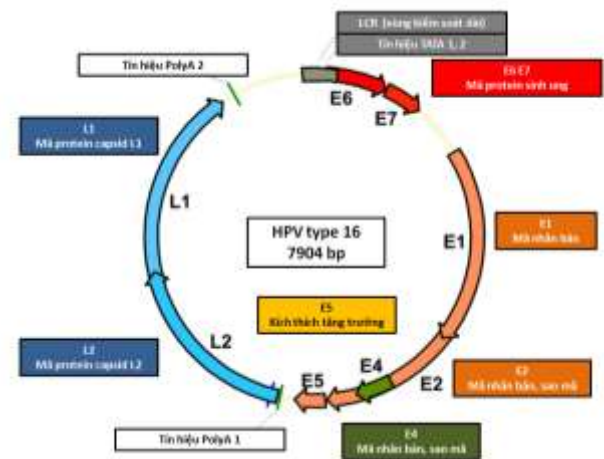 LCR (vùng kiểm soát dài)
Tín hiệu TATA 1, 2
Tín hiệu PolyA 2
E6 E7
Mã protein sinh ung
E6
E7
L1
Mã protein capsid L1
L1
E1
HPV type 16
7904 bp
E1
Mã nhân bản
E5
Kích thích tăng trưởng
L2
Mã protein capsid L2
L2
E5
E4
E2
E2
Mã nhân bản, sao mã
Tín hiệu PolyA 1
E4
Mã nhân bản, sao mã